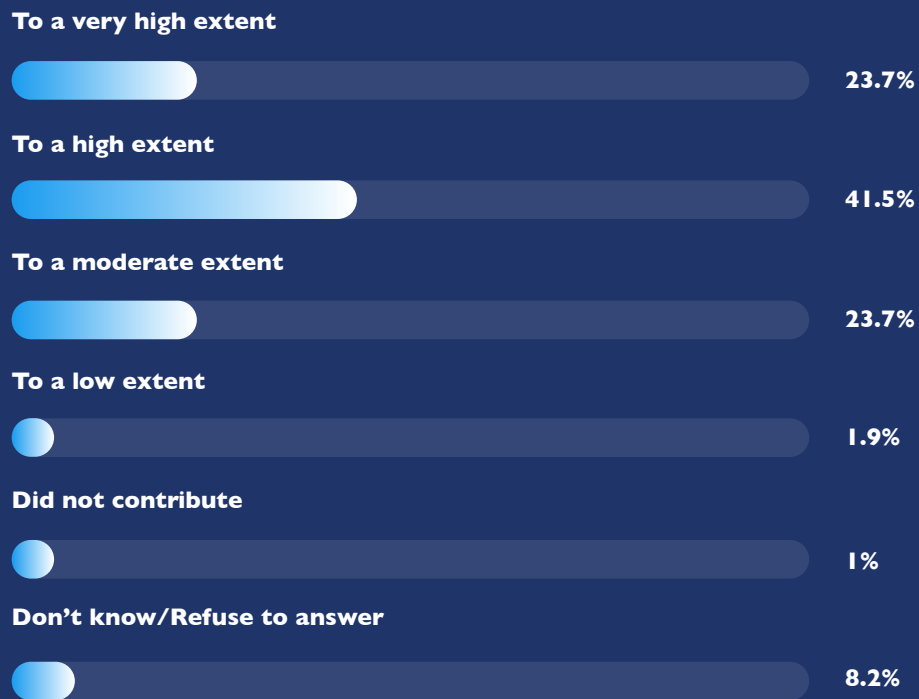 To a very high extent
23.7%
To a high extent
41.5%
To a moderate extent
23.7%
To a low extent
1.9%
Did not contribute
1%
Don’t know/Refuse to answer
8.2%